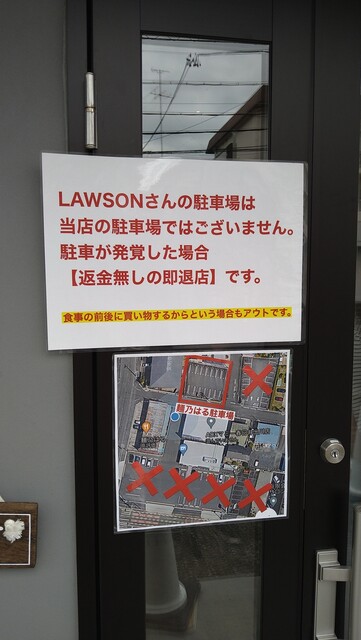 LAWSONさんの駐車場は
当店の駐車場ではございません。
駐車が発覚した場合
【返金無しの即退店】です。
食事の前後に買い物するからという場合もアウトです。
麺乃はる駐車場